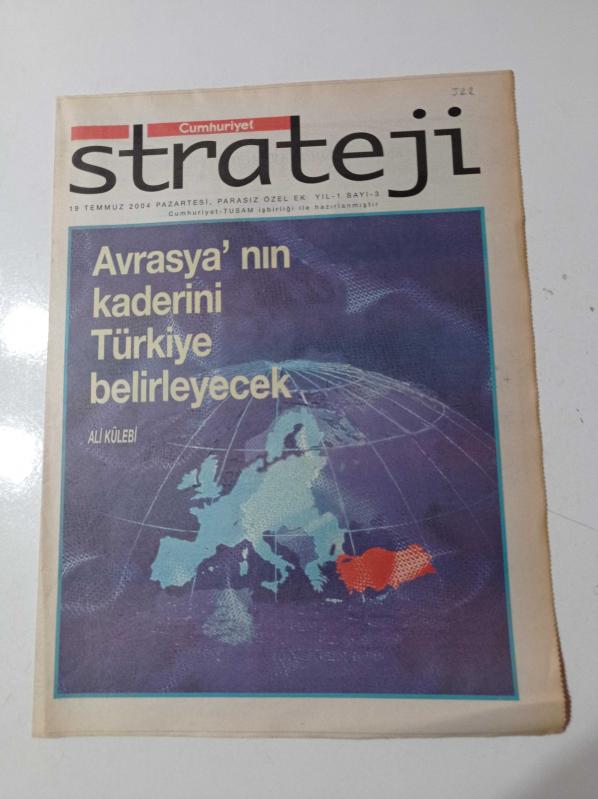 J22
Cumhuriyet
strateji
19 TEMMUZ 2004 PAZARTESİ, PARASIZ ÖZEL EK YIL-1 SAYI-3
Cumhuriyet-TUSAM işbirliği ile hazırlanmıştır
Avrasya' nın
kaderini
Türkiye
belirleyecek
ALİ KÜLEBİ